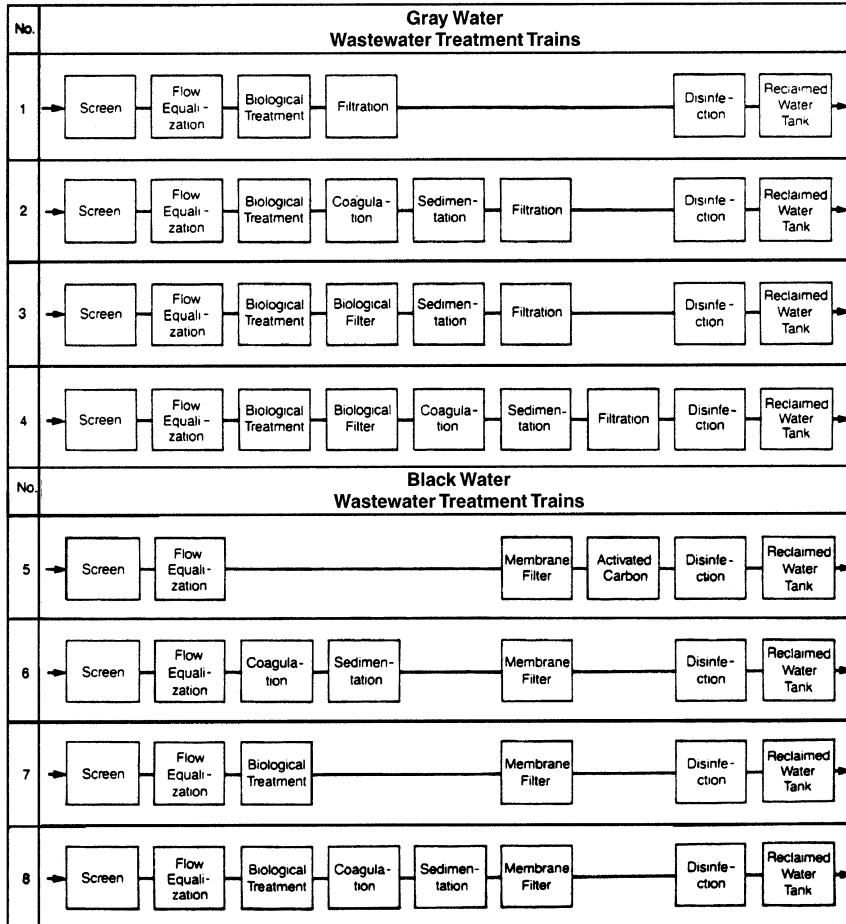 No.
Gray Water
Wastewater Treatment Trains
1
Screen
Flow
Equali-
zation
Biological
Treatment
Filtration
Disinfe-
ction
Reclaimed
Water
Tank
2
Screen
Flow
Equali-
zation
Biological
Treatment
Coagula-
tion
Sedimen-
tation
Filtration
Disinfe-
ction
Reclaimed
Water
Tank
3
Screen
Flow
Equali-
zation
Biological
Treatment
Biological
Filter
Sedimen-
tation
Filtration
Disinfe-
ction
Reclaimed
Water
Tank
4
Screen
Flow
Equali-
zation
Biological
Treatment
Biological
Filter
Coagula-
tion
Sedimen-
tation
Filtration
Disinfe-
ction
Reclaimed
Water
Tank
No.
Black Water
Wastewater Treatment Trains
5
Screen
Flow
Equali-
zation
Membrane
Filter
Activated
Carbon
Disinfe-
ction
Reclaimed
Water
Tank
6
Screen
Flow
Equali-
zation
Coagula-
tion
Sedimen-
tation
Membrane
Filter
Disinfe-
ction
Reclaimed
Water
Tank
7
Screen
Flow
Equali-
zation
Biological
Treatment
Membrane
Filter
Disinfe-
ction
Reclaimed
Water
Tank
8
Screen
Flow
Equali-
zation
Biological
Treatment
Coagula-
tion
Sedimen-
tation
Membrane
Filter
Disinfe-
ction
Reclaimed
Water
Tank